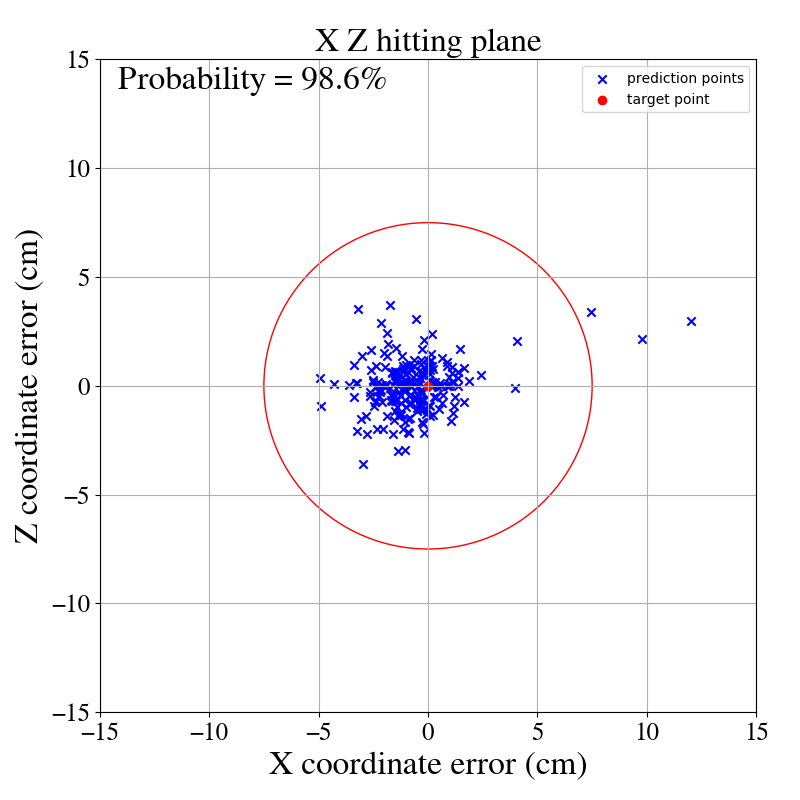 X Z hitting plane
Probability = 98.6%
prediction points
target point
15
10
5
0
−5
−10
−15
Z coordinate error (cm)
−15 −10 −5 0 5 10 15
X coordinate error (cm)